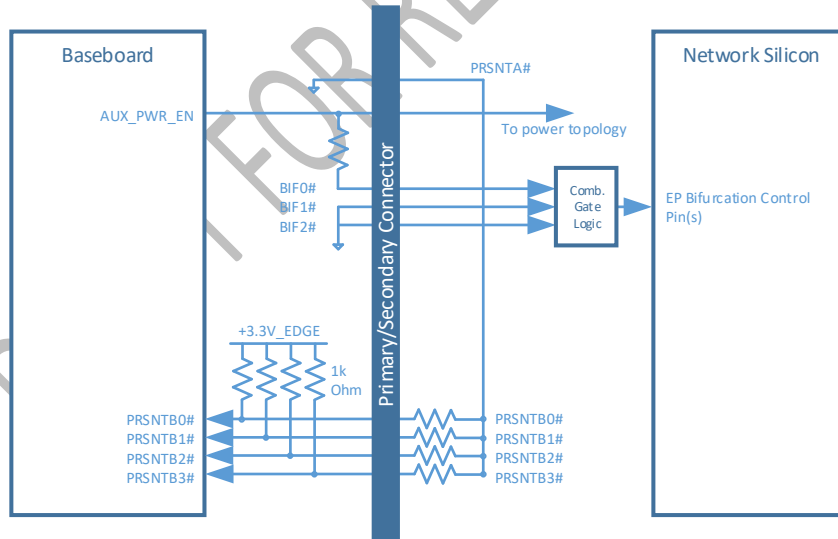 Baseboard
Network Silicon
PRSNTA#
AUX_PWR_EN
To power topology
BIF0#
BIF1#
BIF2#
Comb.
Gate
Logic
EP Bifurcation Control
Pin(s)
Primary/Secondary Connector
+3.3V_EDGE
1k
Ohm
PRSNTB0#
PRSNTB1#
PRSNTB2#
PRSNTB3#
PRSNTB0#
PRSNTB1#
PRSNTB2#
PRSNTB3#
FOR